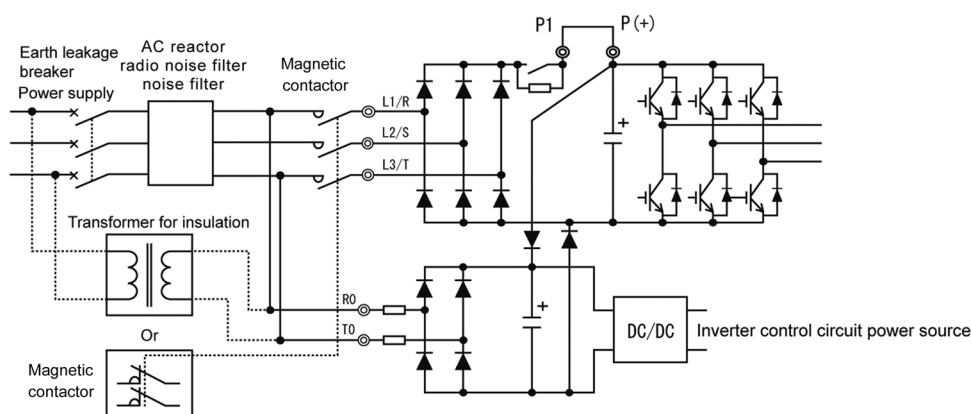 P1
P(+)
Earth leakage
breaker
Power supply
AC reactor
radio noise filter
noise filter
Magnetic
contactor
L1/R
L2/S
L3/T
+
Transformer for insulation
R0
T0
+
DC/DC
Inverter control circuit power source
Or
Magnetic
contactor